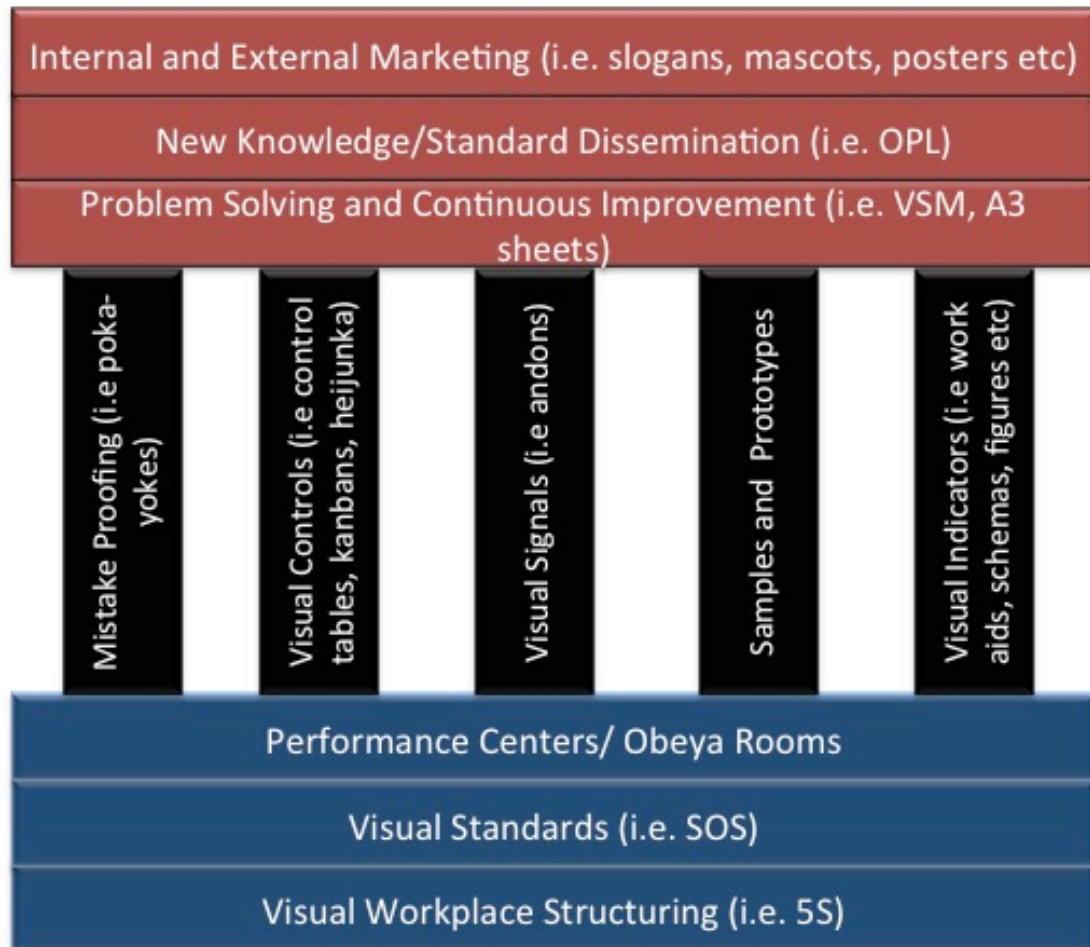 Internal and External Marketing (i.e. slogans, mascots, posters etc)
New Knowledge/Standard Dissemination (i.e. OPL)
Problem Solving and Continuous Improvement (i.e. VSM, A3
sheets)
Mistake Proofing (i.e poka-
yokes)
Visual Controls (i.e control
tables, kanbans, heijunka)
Visual Signals (i.e andons)
Samples and Prototypes
Visual Indicators (i.e work
aids, schemas, figures etc)
Performance Centers/ Obeya Rooms
Visual Standards (i.e. SOS)
Visual Workplace Structuring (i.e. 5S)